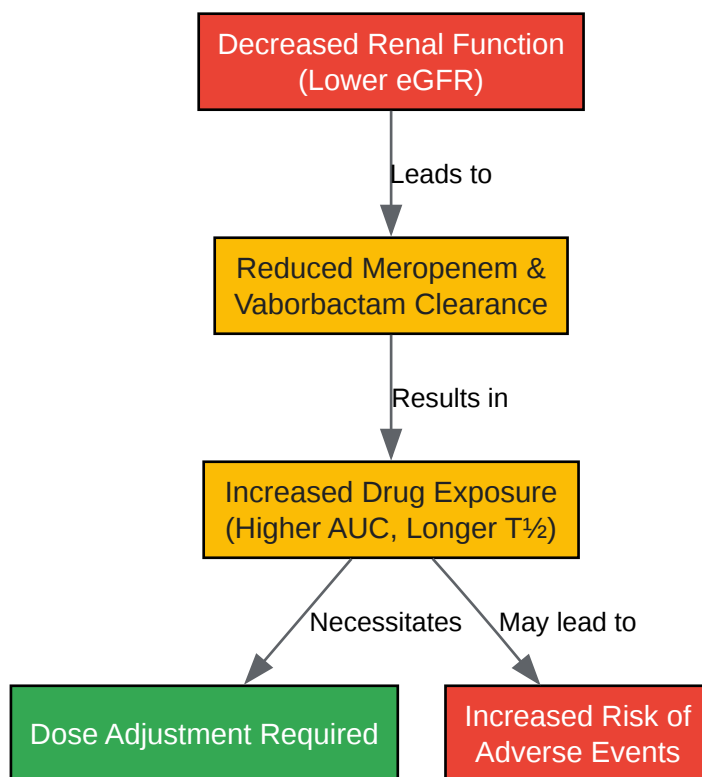 Decreased Renal Function
(Lower eGFR)
Leads to
Reduced Meropenem &
Vaborbactam Clearance
Results in
Increased Drug Exposure
(Higher AUC, Longer T½)
Necessitates
May lead to
Dose Adjustment Required
Increased Risk of
Adverse Events